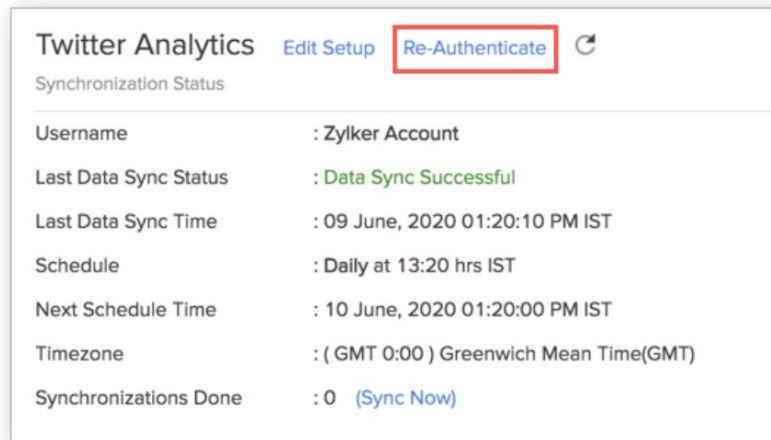 Twitter Analytics Edit Setup Re-Authenticate
Synchronization Status
Username : Zylker Account
Last Data Sync Status : Data Sync Successful
Last Data Sync Time : 09 June, 2020 01:20:10 PM IST
Schedule : Daily at 13:20 hrs IST
Next Schedule Time : 10 June, 2020 01:20:00 PM IST
Timezone : ( GMT 0:00 ) Greenwich Mean Time(GMT)
Synchronizations Done : 0 (Sync Now)